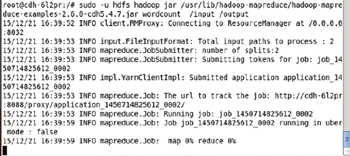 root@cdh-6l2pr:/# sudo -u hdfs hadoop jar /usr/lib/hadoop-mapreduce/hadoop-mapre
duce-examples-2.6.0-cdh5.4.7.jar wordcount  /input /output
15/12/21 16:39:52 INFO client.RMProxy: Connecting to ResourceManager at /0.0.0.0
:8032
15/12/21 16:39:52 INFO input.FileInputFormat: Total input paths to process : 2
15/12/21 16:39:52 INFO mapreduce.JobSubmitter: number of splits:2
15/12/21 16:39:52 INFO mapreduce.JobSubmitter: Submitting tokens for job: job_14
50714825612_0002
15/12/21 16:39:53 INFO impl.YarnClientImpl: Submitted application application_14
50714825612_0002
15/12/21 16:39:53 INFO mapreduce.Job: The url to track the job: http://cdh-6l2pr
:8088/proxy/application_1450714825612_0002/
15/12/21 16:39:53 INFO mapreduce.Job: Running job: job_1450714825612_0002
15/12/21 16:39:59 INFO mapreduce.Job: Job job_1450714825612_0002 running in uber
mode : false
15/12/21 16:39:59 INFO mapreduce.Job:  map 0% reduce 0%